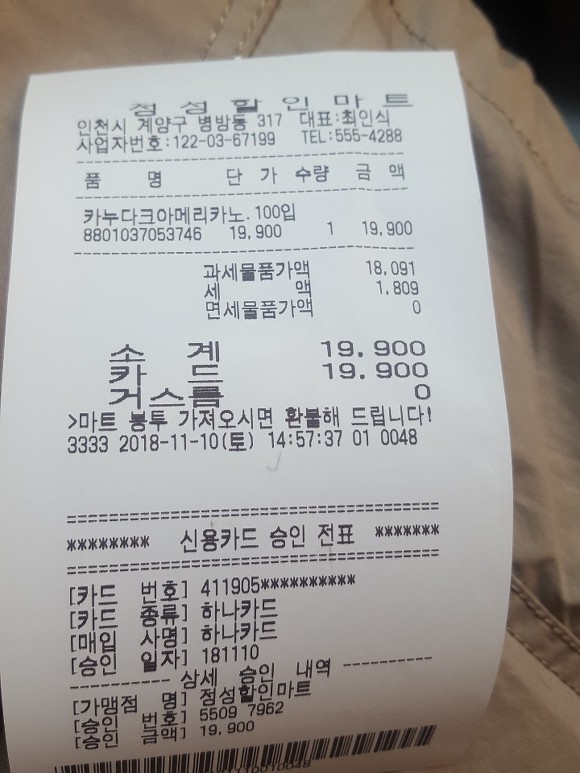 정성할인마트
인천시 계양구 병방동 317 대표:최인식
사업자번호:122-03-67199 TEL:555-4288
품 명 단 가 수량 금 액
카누다크아메리카노.100입
8801037053746 19,900 1 19,900
과세물품가액 18,091
세 액 1,809
면세물품가액 0
소 계 19,900
카 드 19,900
거스름 0
>마트 봉투 가져오시면 환불해 드립니다!
3333 2018-11-10(토) 14:57:37 01 0048
======================================
******** 신용카드 승인 전표 *******
======================================
[카드 번호] 411905**********
[카드 종류] 하나카드
[매입 사명] 하나카드
[승인 일자] 181110
----------- 상세 승인 내역 -----------
[가맹점 명] 정성할인마트
[승인 번호] 5509 7962
[승인 금액] 19,900